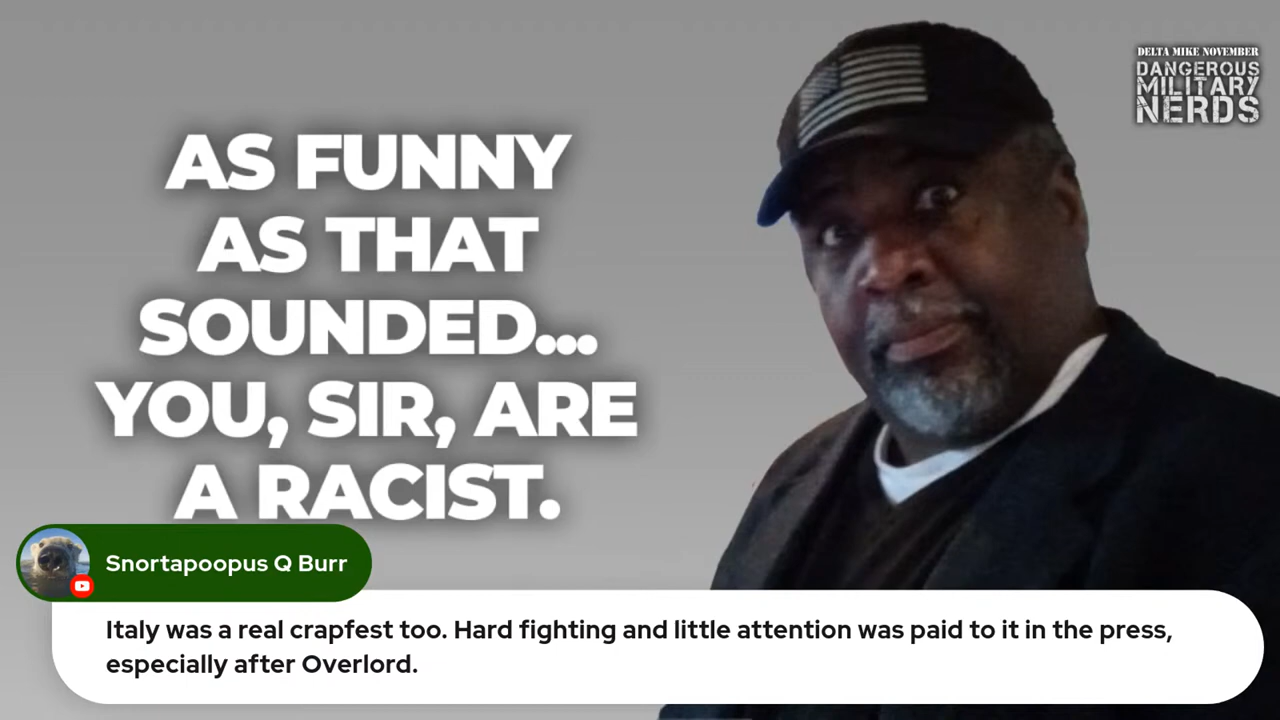 DELTA MIKE NOVEMBER
DANGEROUS
MILITARY
NERDS
AS FUNNY
AS THAT
SOUNDED...
YOU, SIR, ARE
A RACIST.
Snortapoopus Q Burr
Italy was a real crapfest too. Hard fighting and little attention was paid to it in the press,
especially after Overlord.